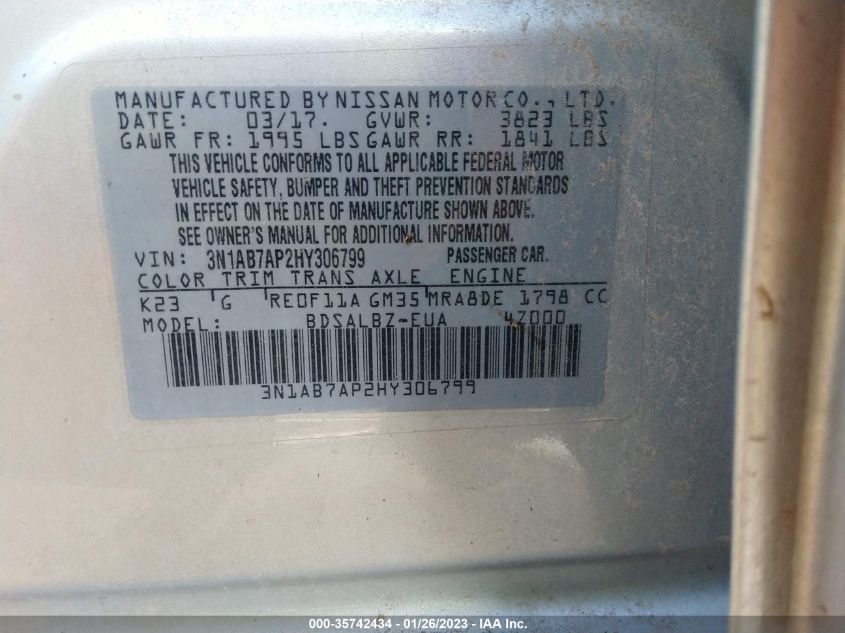 MANUFACTURED BY NISSAN MOTOR CO., LTD.
DATE: 03/17. GVWR: 3823 LBS
GAWR FR: 1995 LBS GAWR RR: 1841 LBS
THIS VEHICLE CONFORMS TO ALL APPLICABLE FEDERAL MOTOR
VEHICLE SAFETY, BUMPER AND THEFT PREVENTION STANDARDS
IN EFFECT ON THE DATE OF MANUFACTURE SHOWN ABOVE.
SEE OWNER'S MANUAL FOR ADDITIONAL INFORMATION.
VIN: 3N1AB7AP2HY306799 PASSENGER CAR.
COLOR TRIM TRANS AXLE ENGINE
K23 G RE0F11A GM35 MRA8DE 1798 CC
MODEL: BDSALBZ-EUA 4Z000
3N1AB7AP2HY306799
000-35742434 - 01/26/2023 - IAA Inc.